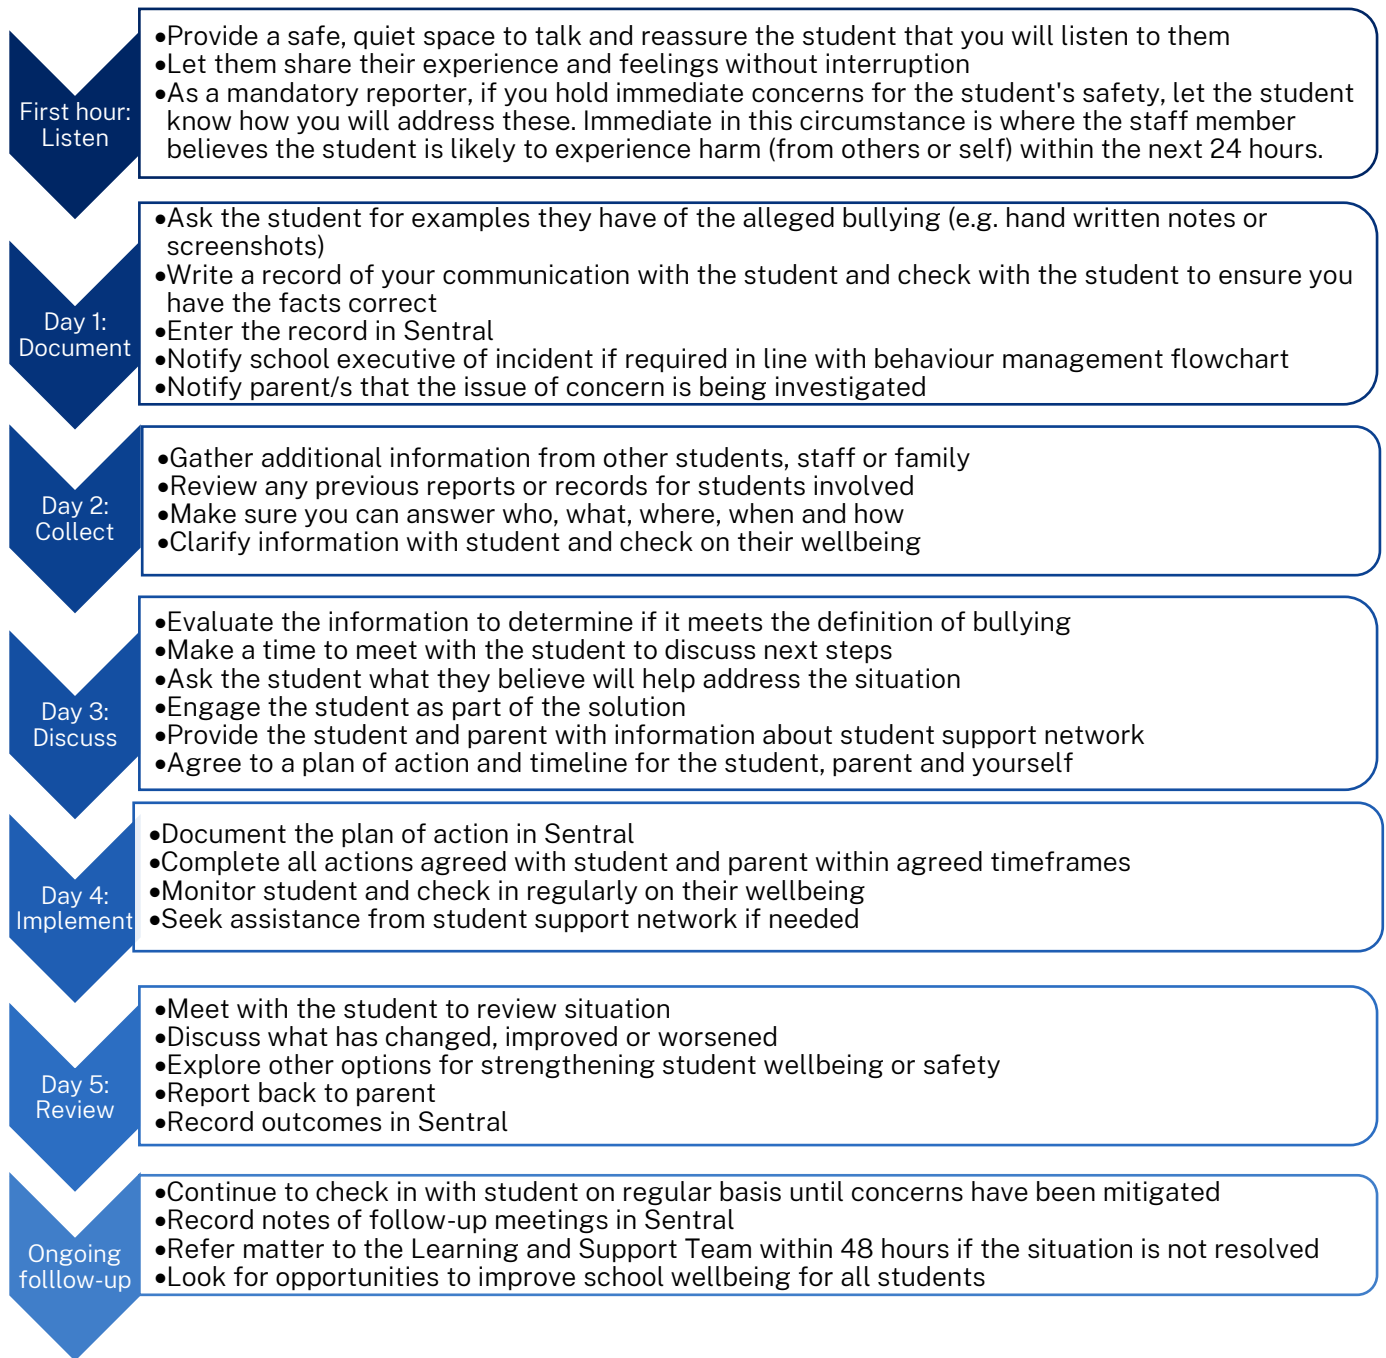 First hour:
Listen
•Provide a safe, quiet space to talk and reassure the student that you will listen to them
•Let them share their experience and feelings without interruption
•As a mandatory reporter, if you hold immediate concerns for the student's safety, let the student
know how you will address these. Immediate in this circumstance is where the staff member
believes the student is likely to experience harm (from others or self) within the next 24 hours.
Day 1:
Document
•Ask the student for examples they have of the alleged bullying (e.g. hand written notes or
screenshots)
•Write a record of your communication with the student and check with the student to ensure you
have the facts correct
•Enter the record in Sentral
•Notify school executive of incident if required in line with behaviour management flowchart
•Notify parent/s that the issue of concern is being investigated
Day 2:
Collect
•Gather additional information from other students, staff or family
•Review any previous reports or records for students involved
•Make sure you can answer who, what, where, when and how
•Clarify information with student and check on their wellbeing
Day 3:
Discuss
•Evaluate the information to determine if it meets the definition of bullying
•Make a time to meet with the student to discuss next steps
•Ask the student what they believe will help address the situation
•Engage the student as part of the solution
•Provide the student and parent with information about student support network
•Agree to a plan of action and timeline for the student, parent and yourself
Day 4:
Implement
•Document the plan of action in Sentral
•Complete all actions agreed with student and parent within agreed timeframes
•Monitor student and check in regularly on their wellbeing
•Seek assistance from student support network if needed
Day 5:
Review
•Meet with the student to review situation
•Discuss what has changed, improved or worsened
•Explore other options for strengthening student wellbeing or safety
•Report back to parent
•Record outcomes in Sentral
Ongoing
folllow-up
•Continue to check in with student on regular basis until concerns have been mitigated
•Record notes of follow-up meetings in Sentral
•Refer matter to the Learning and Support Team within 48 hours if the situation is not resolved
•Look for opportunities to improve school wellbeing for all students